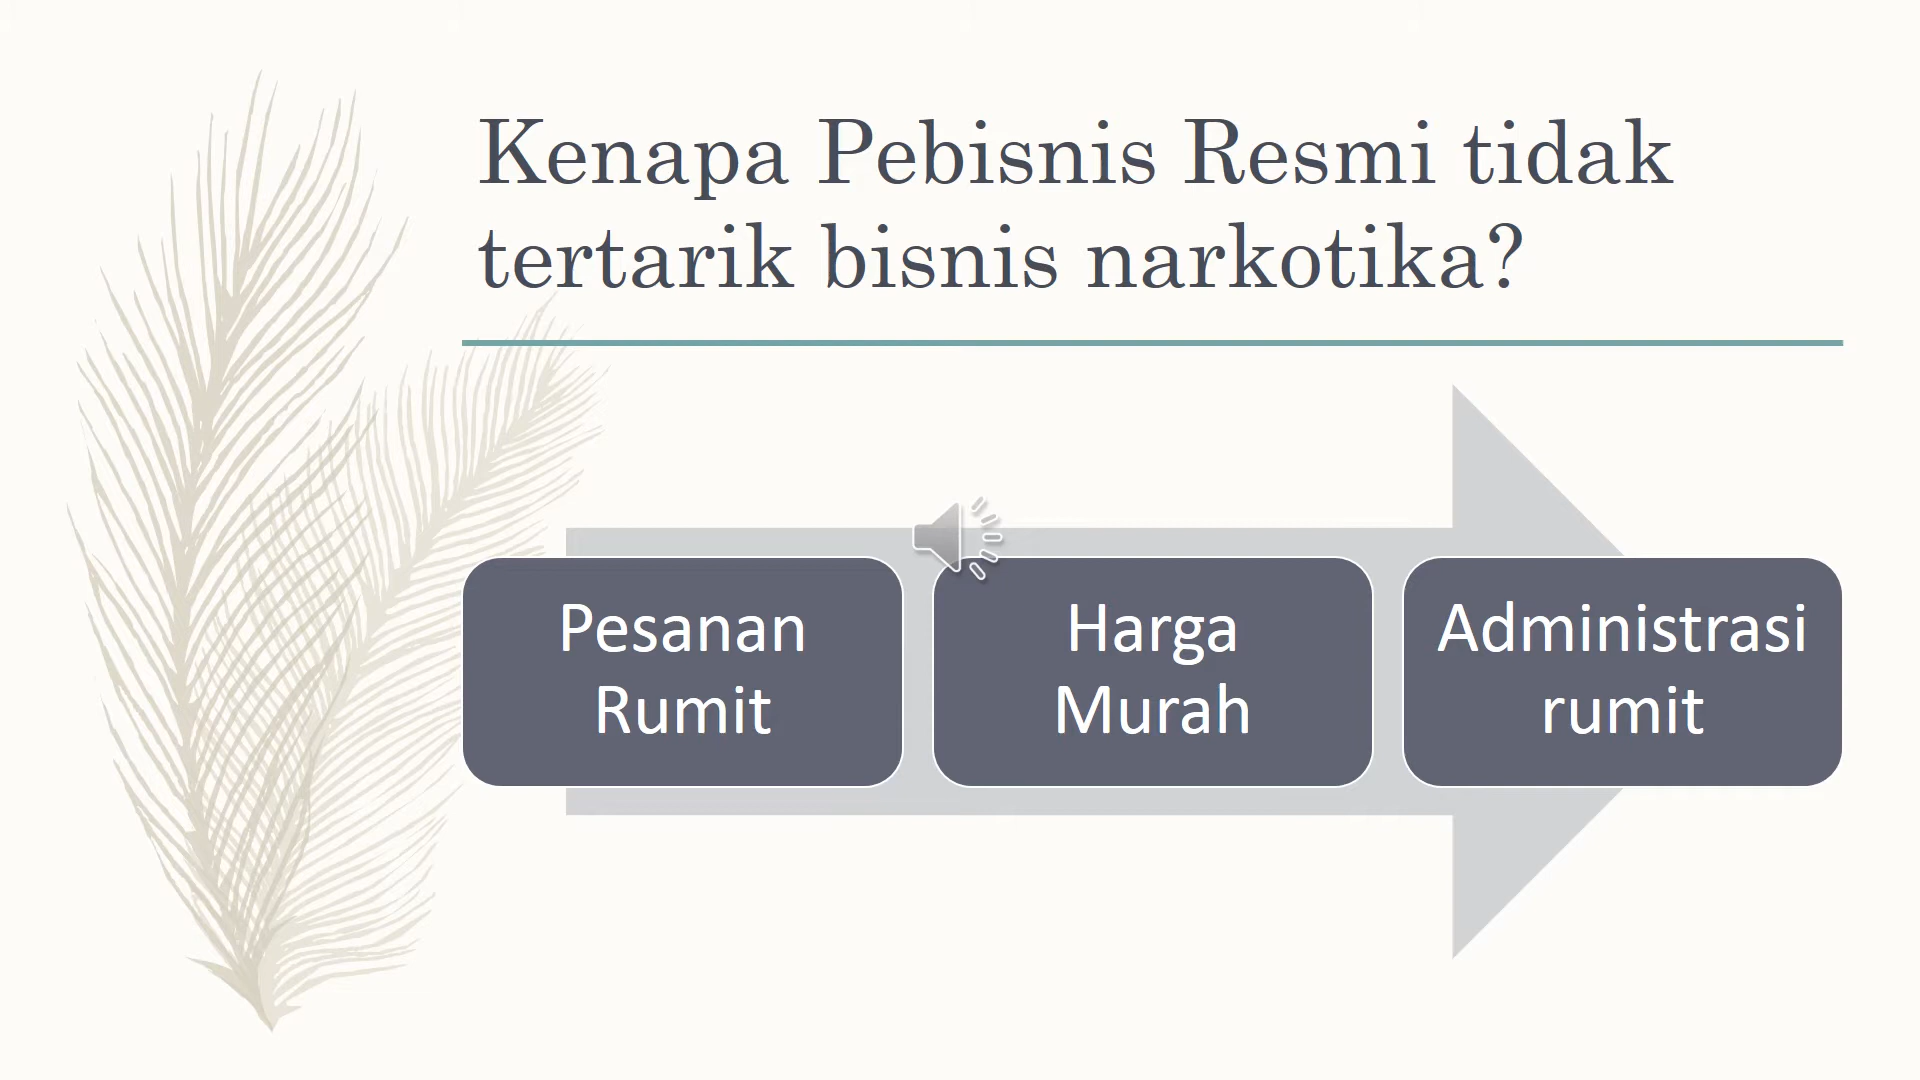 Kenapa Pebisnis Resmi tidak
tertarik bisnis narkotika?
Pesanan
Rumit
Harga
Murah
Administrasi
rumit